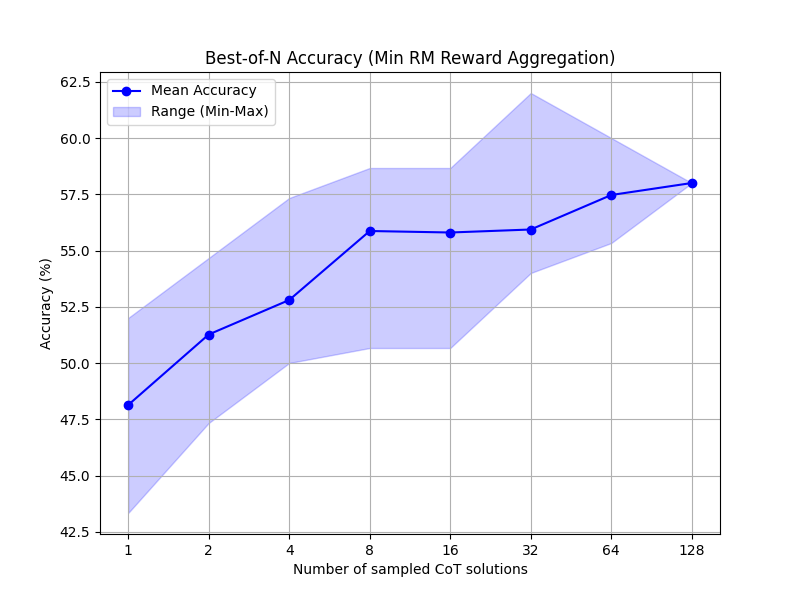 Best-of-N Accuracy (Min RM Reward Aggregation)
Mean Accuracy
Range (Min-Max)
Accuracy (%)
62.5
60.0
57.5
55.0
52.5
50.0
47.5
45.0
42.5
1 2 4 8 16 32 64 128
Number of sampled CoT solutions